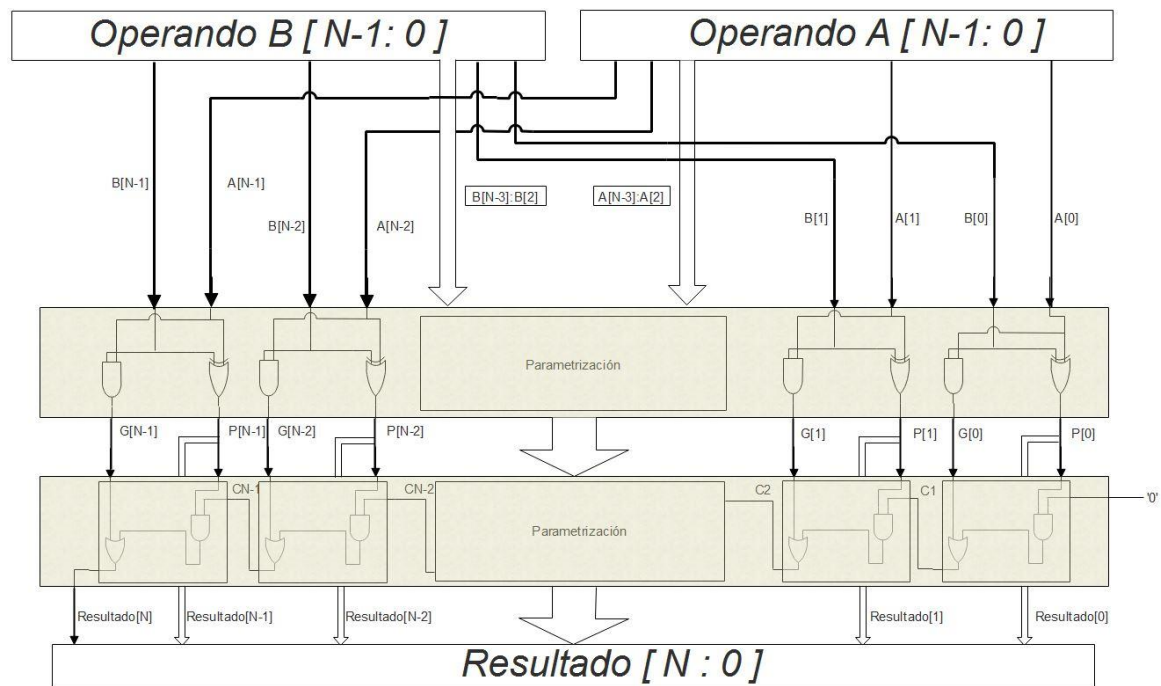 Operando B [ N-1: 0 ]
Operando A [ N-1: 0 ]
B[N-1]
A[N-1]
B[N-2]
A[N-2]
B[N-3]:B[2]
A[N-3]:A[2]
B[1]
A[1]
B[0]
A[0]
Parametrización
G[N-1]
P[N-1]
G[N-2]
P[N-2]
G[1]
P[1]
G[0]
P[0]
CN-1
CN-2
C2
C1
'0'
Parametrización
Resultado[N]
Resultado[N-1]
Resultado[N-2]
Resultado[1]
Resultado[0]
Resultado [ N : 0 ]